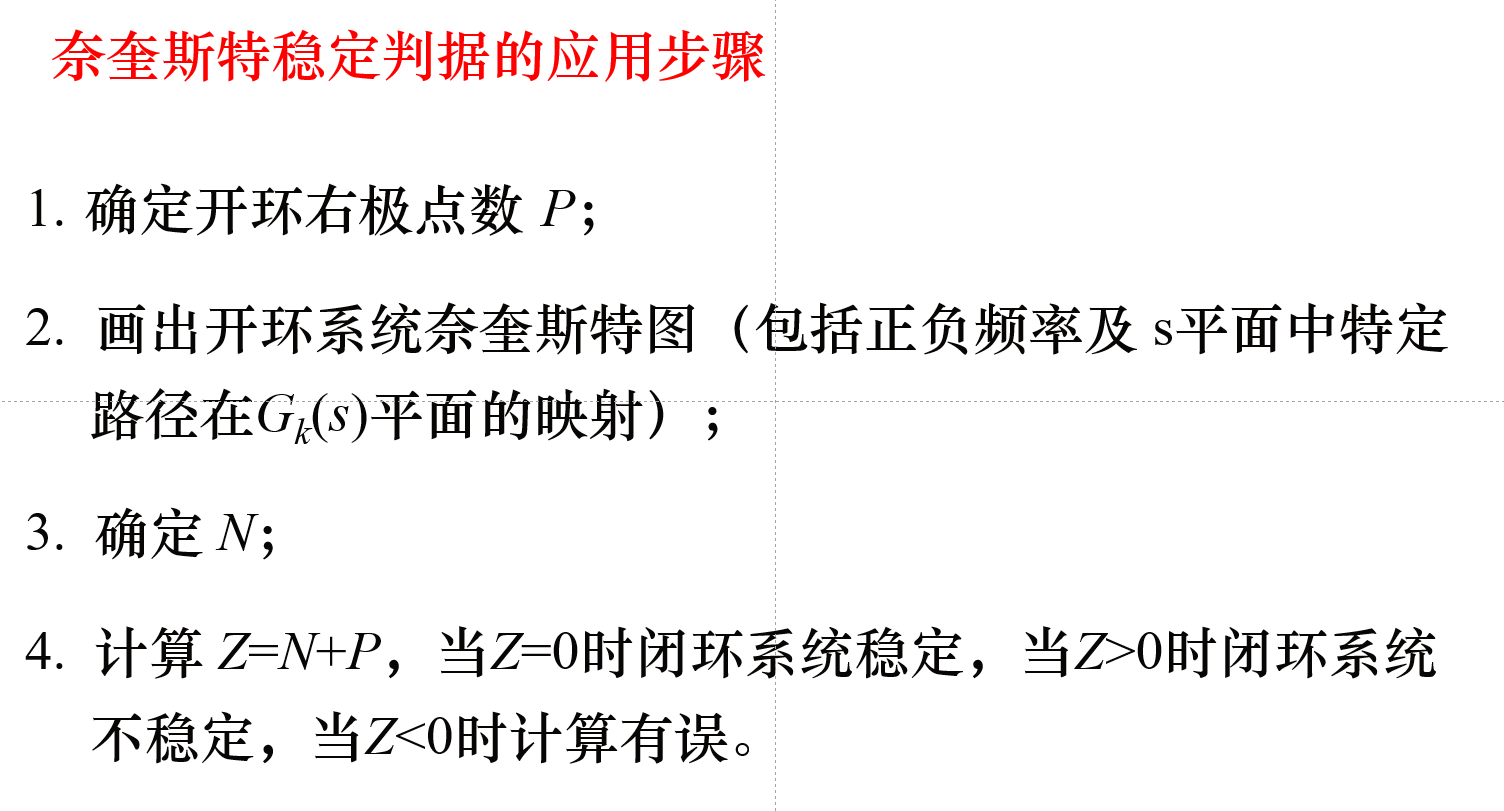 奈奎斯特稳定判据的应用步骤
1. 确定开环右极点数 P；
2. 画出开环系统奈奎斯特图（包括正负频率及 s平面中特定
路径在Gk(s)平面的映射）；
3. 确定 N；
4. 计算 Z=N+P，当Z=0时闭环系统稳定，当Z>0时闭环系统
不稳定，当Z<0时计算有误。